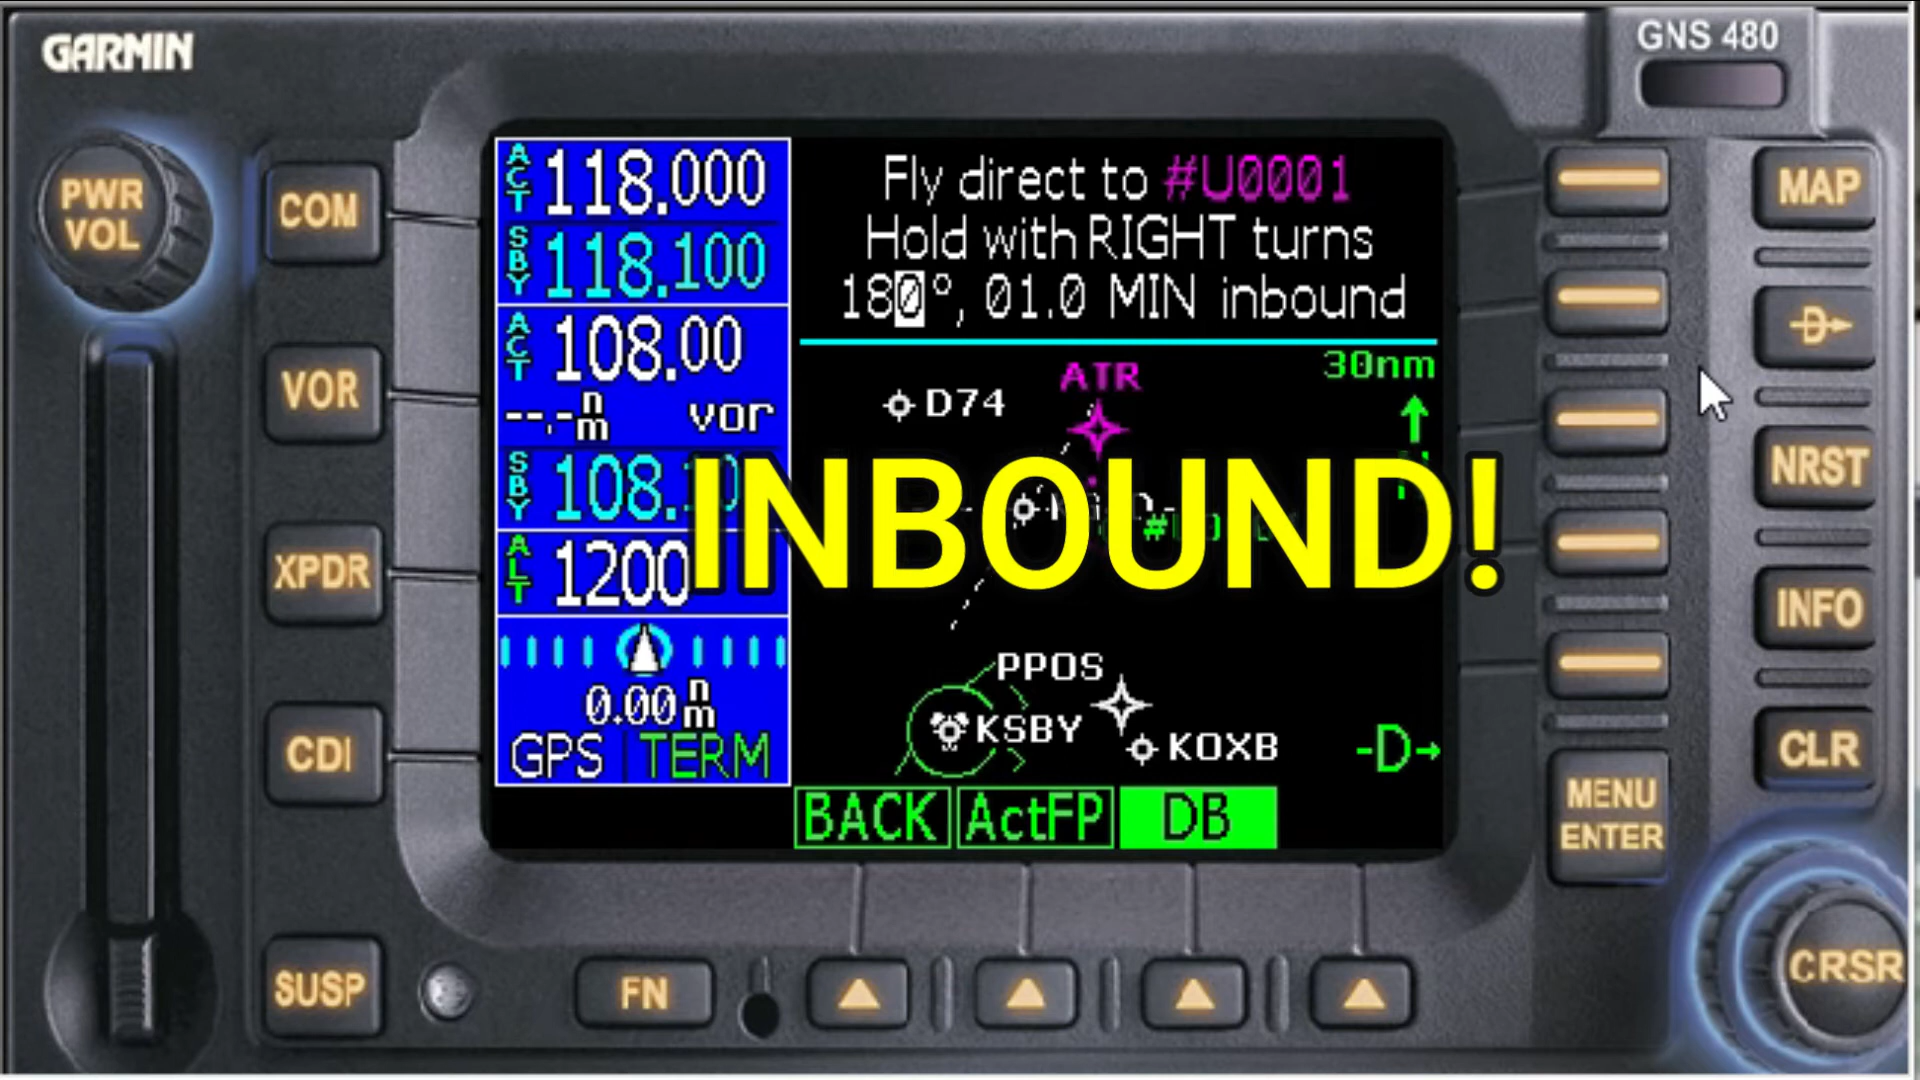 GARMIN
GNS 480
PWR
VOL
COM
VOR
XPDR
CDI
SUSP
FN
ACT 118.000
SBY 118.100
ACT 108.00
--.- nm vor
SBY 108.10
ALT 1200
0.00 nm
GPS TERM
Fly direct to #U0001
Hold with RIGHT turns
180°, 01.0 MIN inbound
30nm
ATR
D74
INBOUND!
PPOS
KSBY
KOXB
-D→
BACK ActFP DB
MAP
D
NRST
INFO
CLR
MENU
ENTER
CRSR